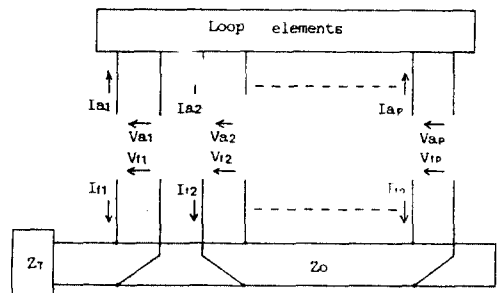 Loop elements
Ia1 Ia2 Iap
Va1 Va2 Vap
Vf1 Vf2 Vfp
If1 If2
ZT Zo